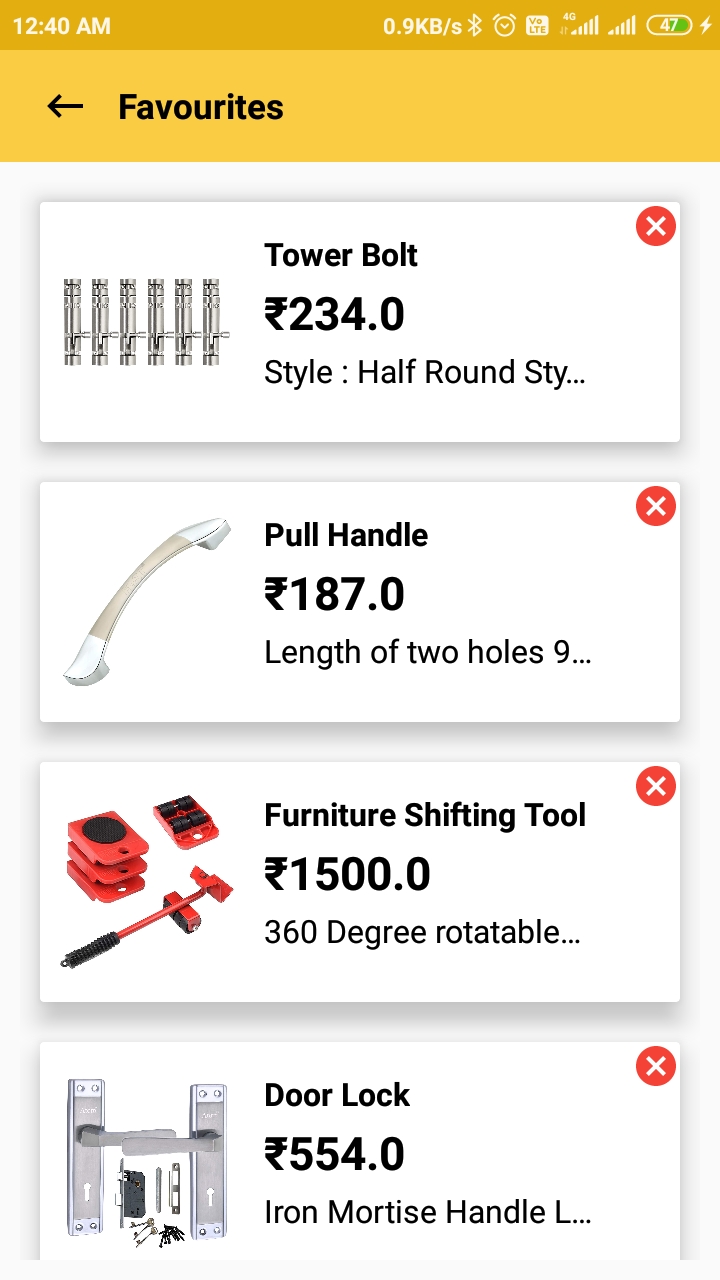 12:40 AM 0.9KB/s Vo LTE 4G 47
Favourites
Tower Bolt
₹234.0
Style : Half Round Sty...
Pull Handle
₹187.0
Length of two holes 9...
Furniture Shifting Tool
₹1500.0
360 Degree rotatable...
Door Lock
₹554.0
Iron Mortise Handle L...